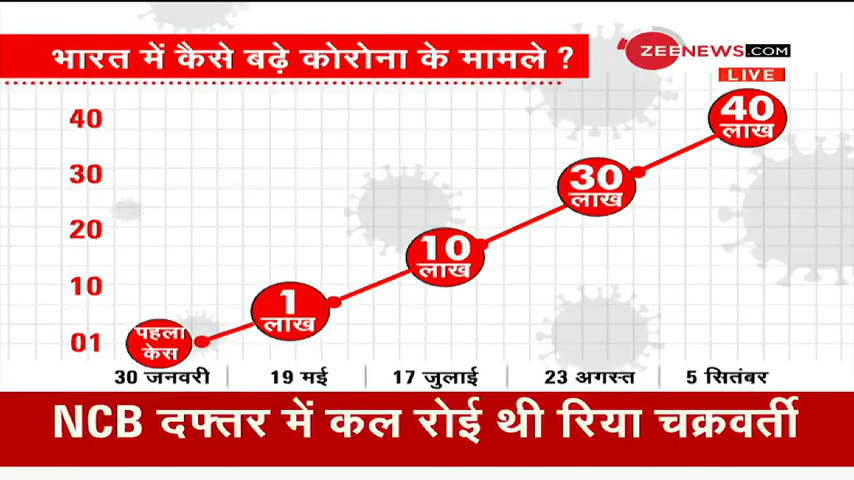 भारत में कैसे बढ़े कोरोना के मामले ?
ZEENEWS.COM
LIVE
40
30
20
10
01
पहला
केस
1
लाख
10
लाख
30
लाख
40
लाख
30 जनवरी
19 मई
17 जुलाई
23 अगस्त
5 सितंबर
NCB दफ्तर में कल रोई थी रिया चक्रवर्ती